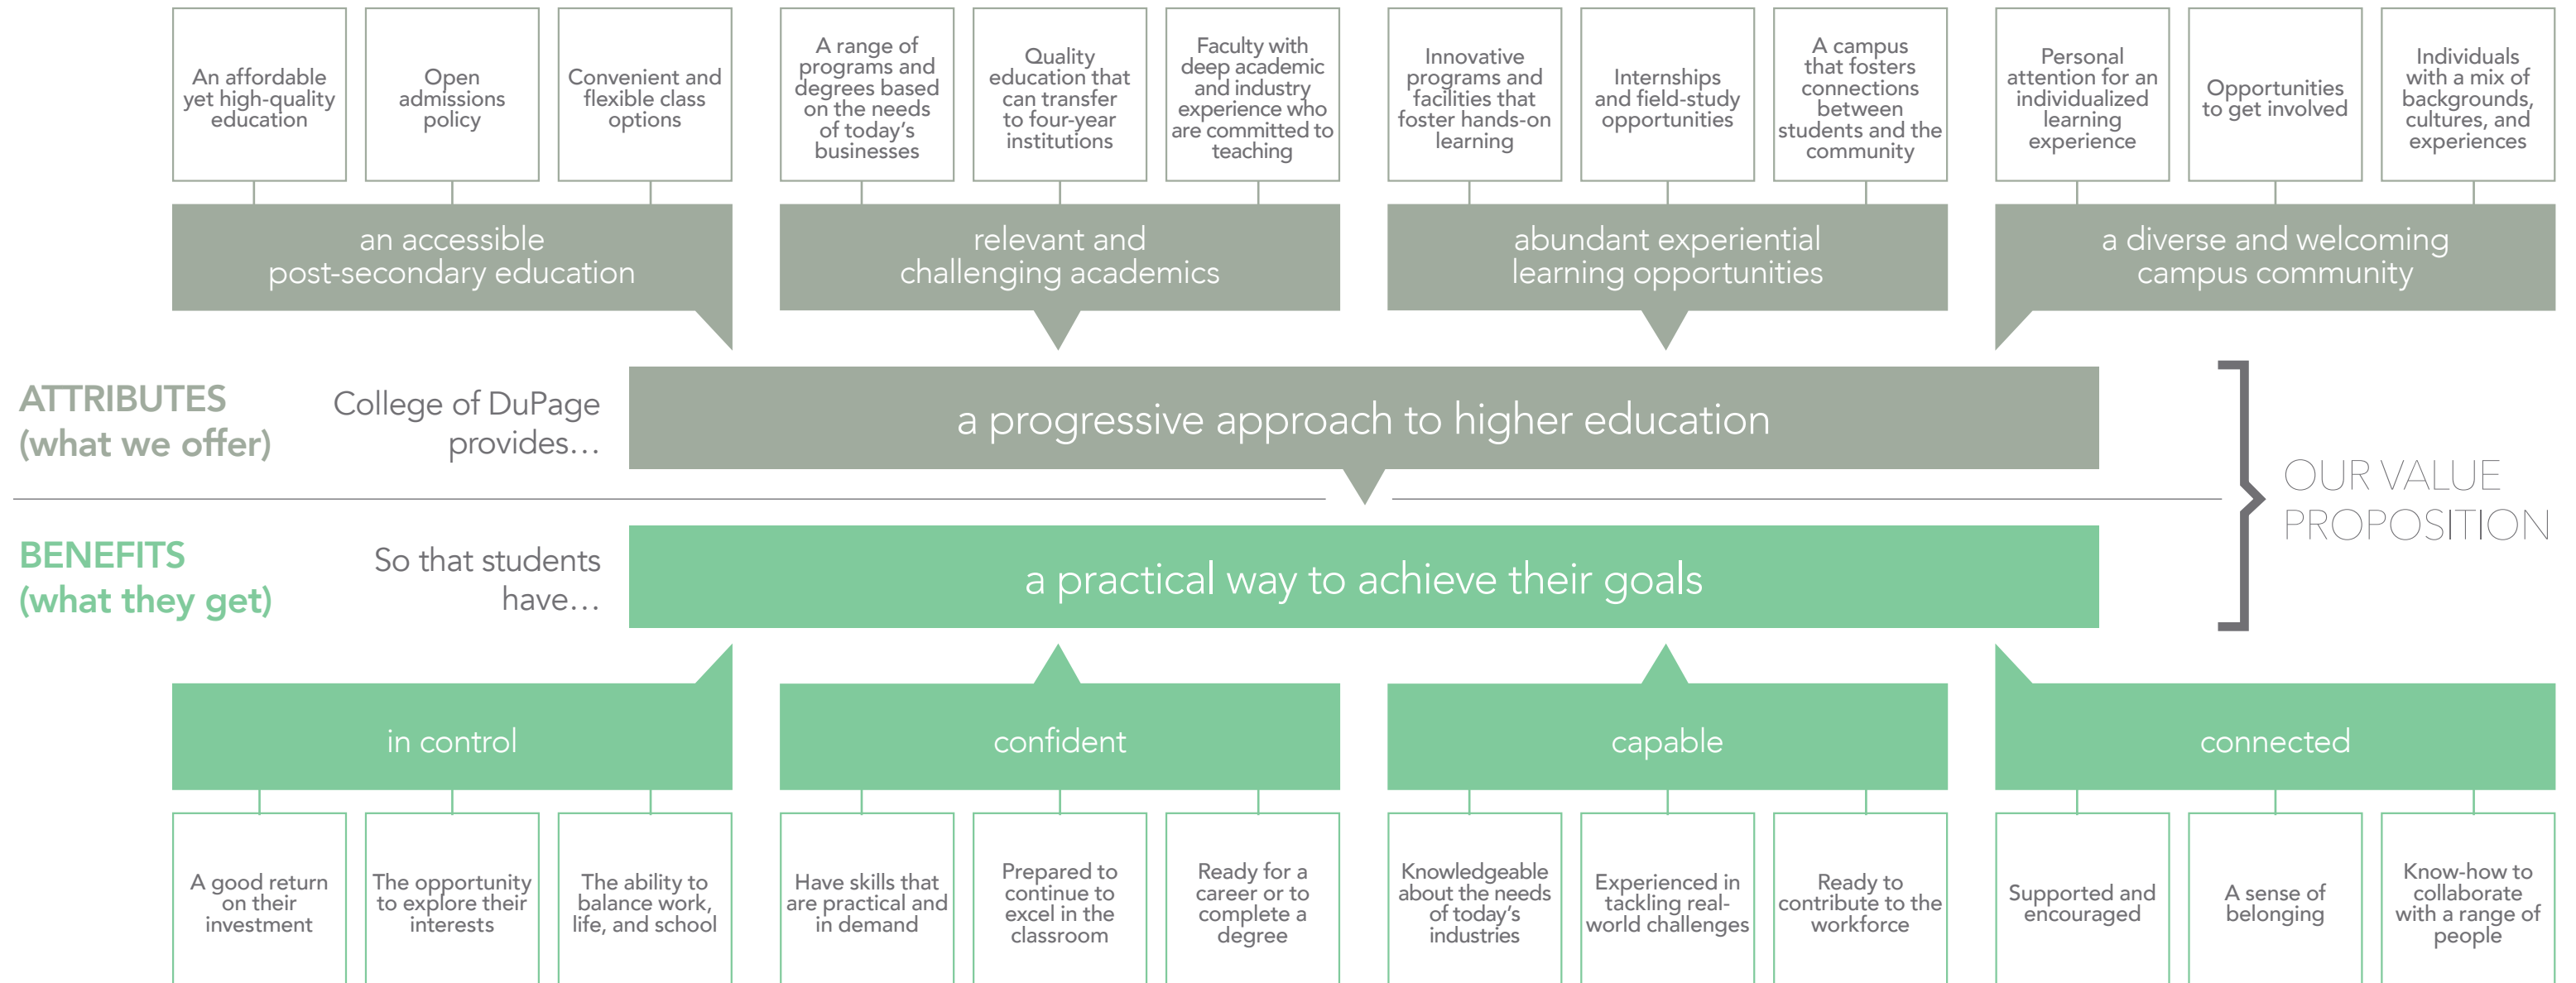 An affordable
yet high-quality
education
Open
admissions
policy
Convenient and
flexible class
options
A range of
programs and
degrees based
on the needs
of today's
businesses
Quality
education that
can transfer
to four-year
institutions
Faculty with
deep academic
and industry
experience who
are committed to
teaching
Innovative
programs and
facilities that
foster hands-on
learning
Internships
and field-study
opportunities
A campus
that fosters
connections
between
students and the
community
Personal
attention for an
individualized
learning
experience
Opportunities
to get involved
Individuals
with a mix of
backgrounds,
cultures, and
experiences
an accessible
post-secondary education
relevant and
challenging academics
abundant experiential
learning opportunities
a diverse and welcoming
campus community
ATTRIBUTES
(what we offer)
College of DuPage
provides…
a progressive approach to higher education
OUR VALUE
PROPOSITION
BENEFITS
(what they get)
So that students
have…
a practical way to achieve their goals
in control
confident
capable
connected
A good return
on their
investment
The opportunity
to explore their
interests
The ability to
balance work,
life, and school
Have skills that
are practical and
in demand
Prepared to
continue to
excel in the
classroom
Ready for a
career or to
complete a
degree
Knowledgeable
about the needs
of today's
industries
Experienced in
tackling real-
world challenges
Ready to
contribute to the
workforce
Supported and
encouraged
A sense of
belonging
Know-how to
collaborate
with a range of
people